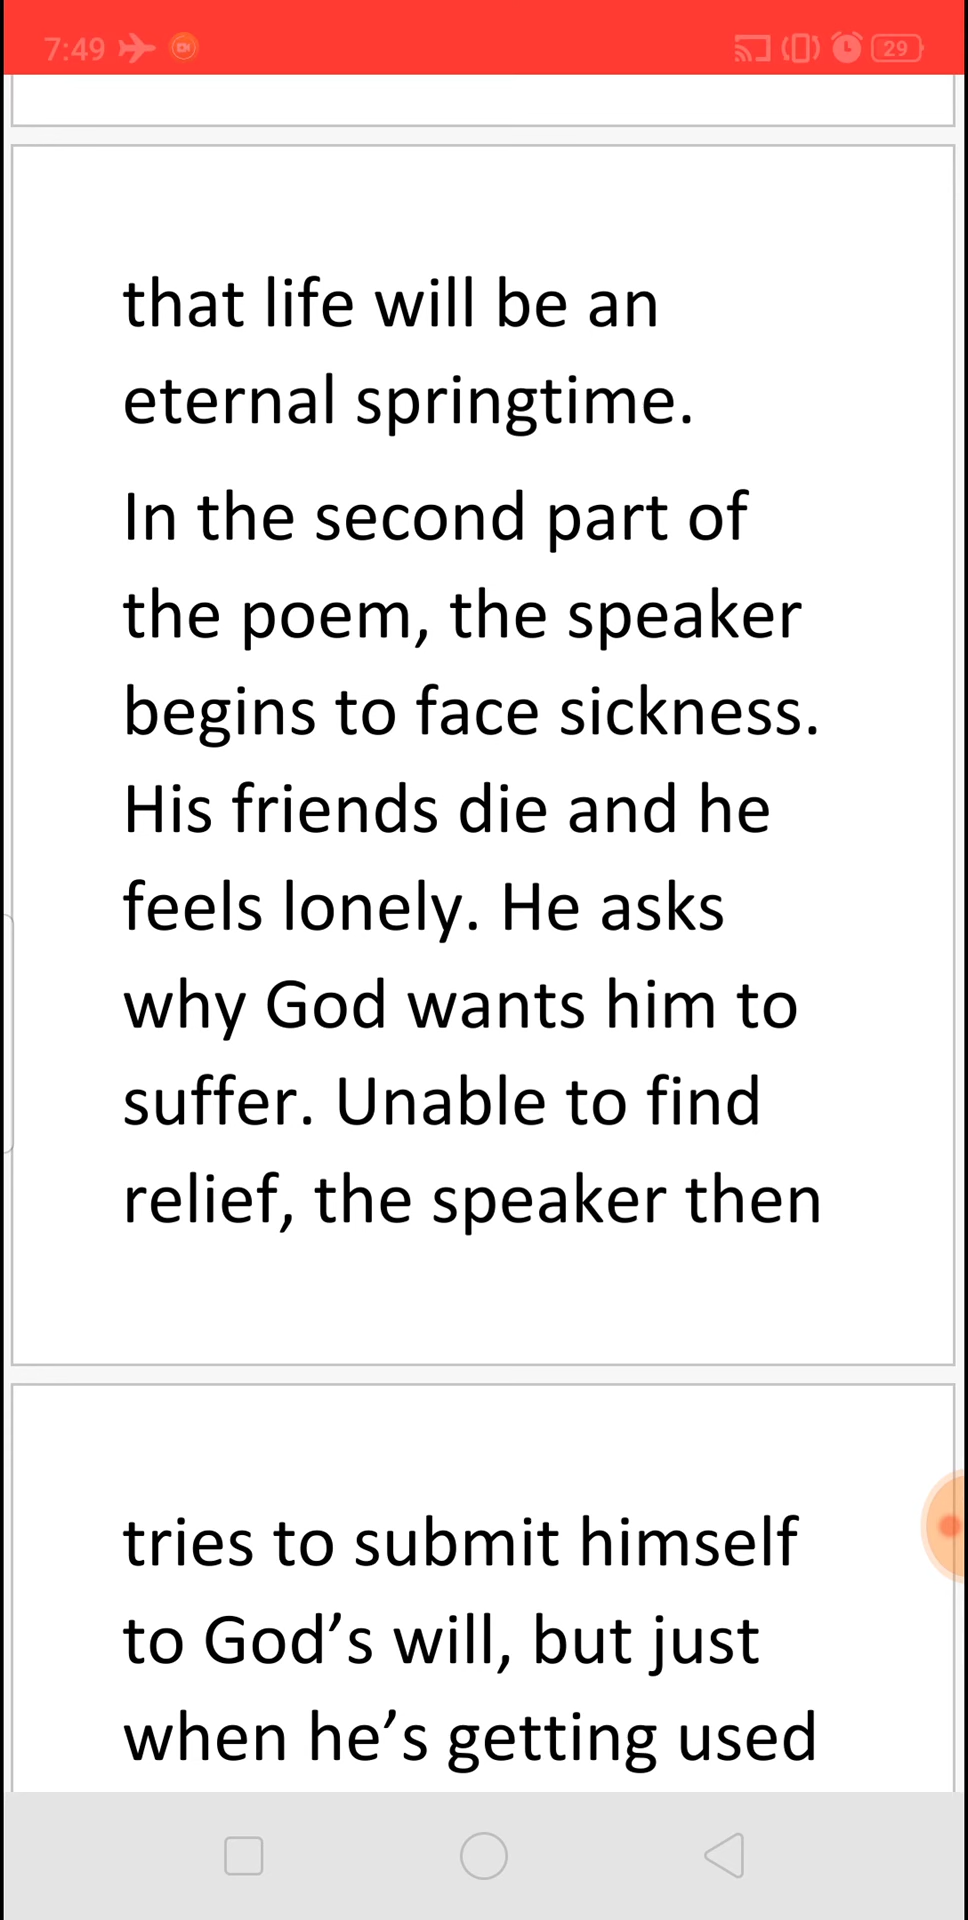 7:49
29
that life will be an
eternal springtime.
In the second part of
the poem, the speaker
begins to face sickness.
His friends die and he
feels lonely. He asks
why God wants him to
suffer. Unable to find
relief, the speaker then
tries to submit himself
to God’s will, but just
when he’s getting used